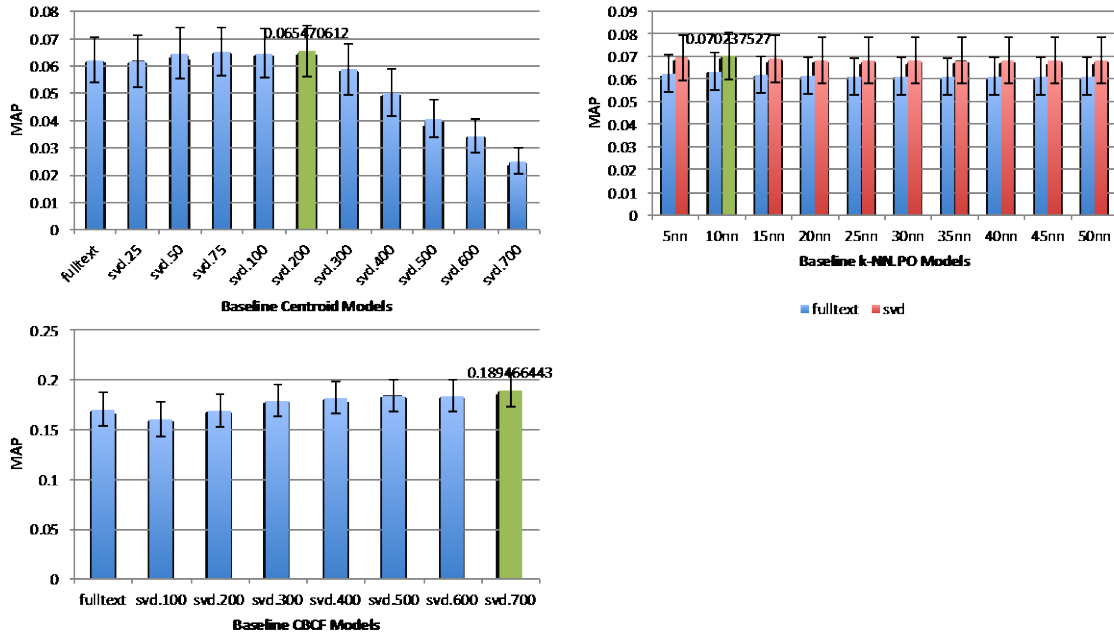 0.08
0.07
0.06
0.05
0.04
0.03
0.02
0.01
0
MAP
0.065470612
fulltext
svd.25
svd.50
svd.75
svd.100
svd.200
svd.300
svd.400
svd.500
svd.600
svd.700
Baseline Centroid Models
0.09
0.08
0.07
0.06
0.05
0.04
0.03
0.02
0.01
0
MAP
0.070237527
5nn 10nn 15nn 20nn 25nn 30nn 35nn 40nn 45nn 50nn
Baseline k-NN.PO Models
fulltext svd
0.25
0.2
0.15
0.1
0.05
0
MAP
0.189466443
fulltext svd.100 svd.200 svd.300 svd.400 svd.500 svd.600 svd.700
Baseline CBCF Models